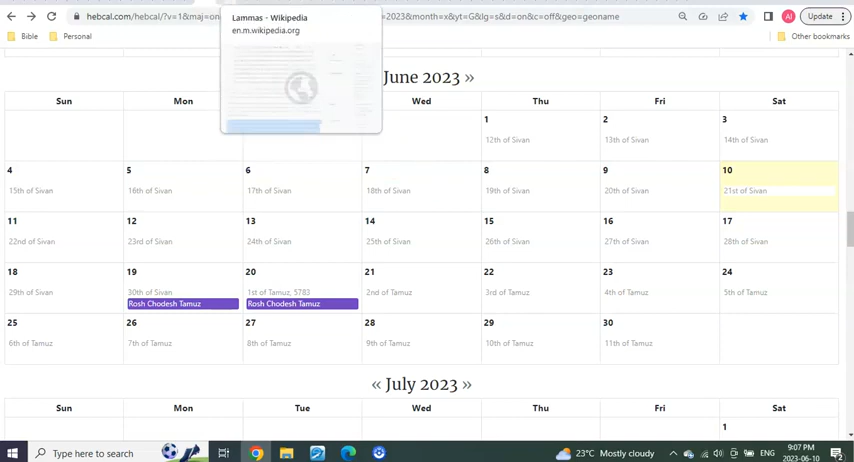 Lammas - Wikipedia
en.m.wikipedia.org
hebcal.com/hebcal/?v=1&maj=on
=2023&month=x&yt=G&lg=s&d=on&c=off&geo=geoname
AI
Update
Bible
Personal
Other bookmarks
June 2023 »
Sun Mon Wed Thu Fri Sat
1 2 3
12th of Sivan 13th of Sivan 14th of Sivan
4 5 6 7 8 9 10
15th of Sivan 16th of Sivan 17th of Sivan 18th of Sivan 19th of Sivan 20th of Sivan 21st of Sivan
11 12 13 14 15 16 17
22nd of Sivan 23rd of Sivan 24th of Sivan 25th of Sivan 26th of Sivan 27th of Sivan 28th of Sivan
18 19 20 21 22 23 24
29th of Sivan 30th of Sivan 1st of Tamuz, 5783 2nd of Tamuz 3rd of Tamuz 4th of Tamuz 5th of Tamuz
Rosh Chodesh Tamuz Rosh Chodesh Tamuz
25 26 27 28 29 30
6th of Tamuz 7th of Tamuz 8th of Tamuz 9th of Tamuz 10th of Tamuz 11th of Tamuz
« July 2023 »
Sun Mon Tue Wed Thu Fri Sat
1
Type here to search
23°C Mostly cloudy
ENG
9:07 PM
2023-06-10
2